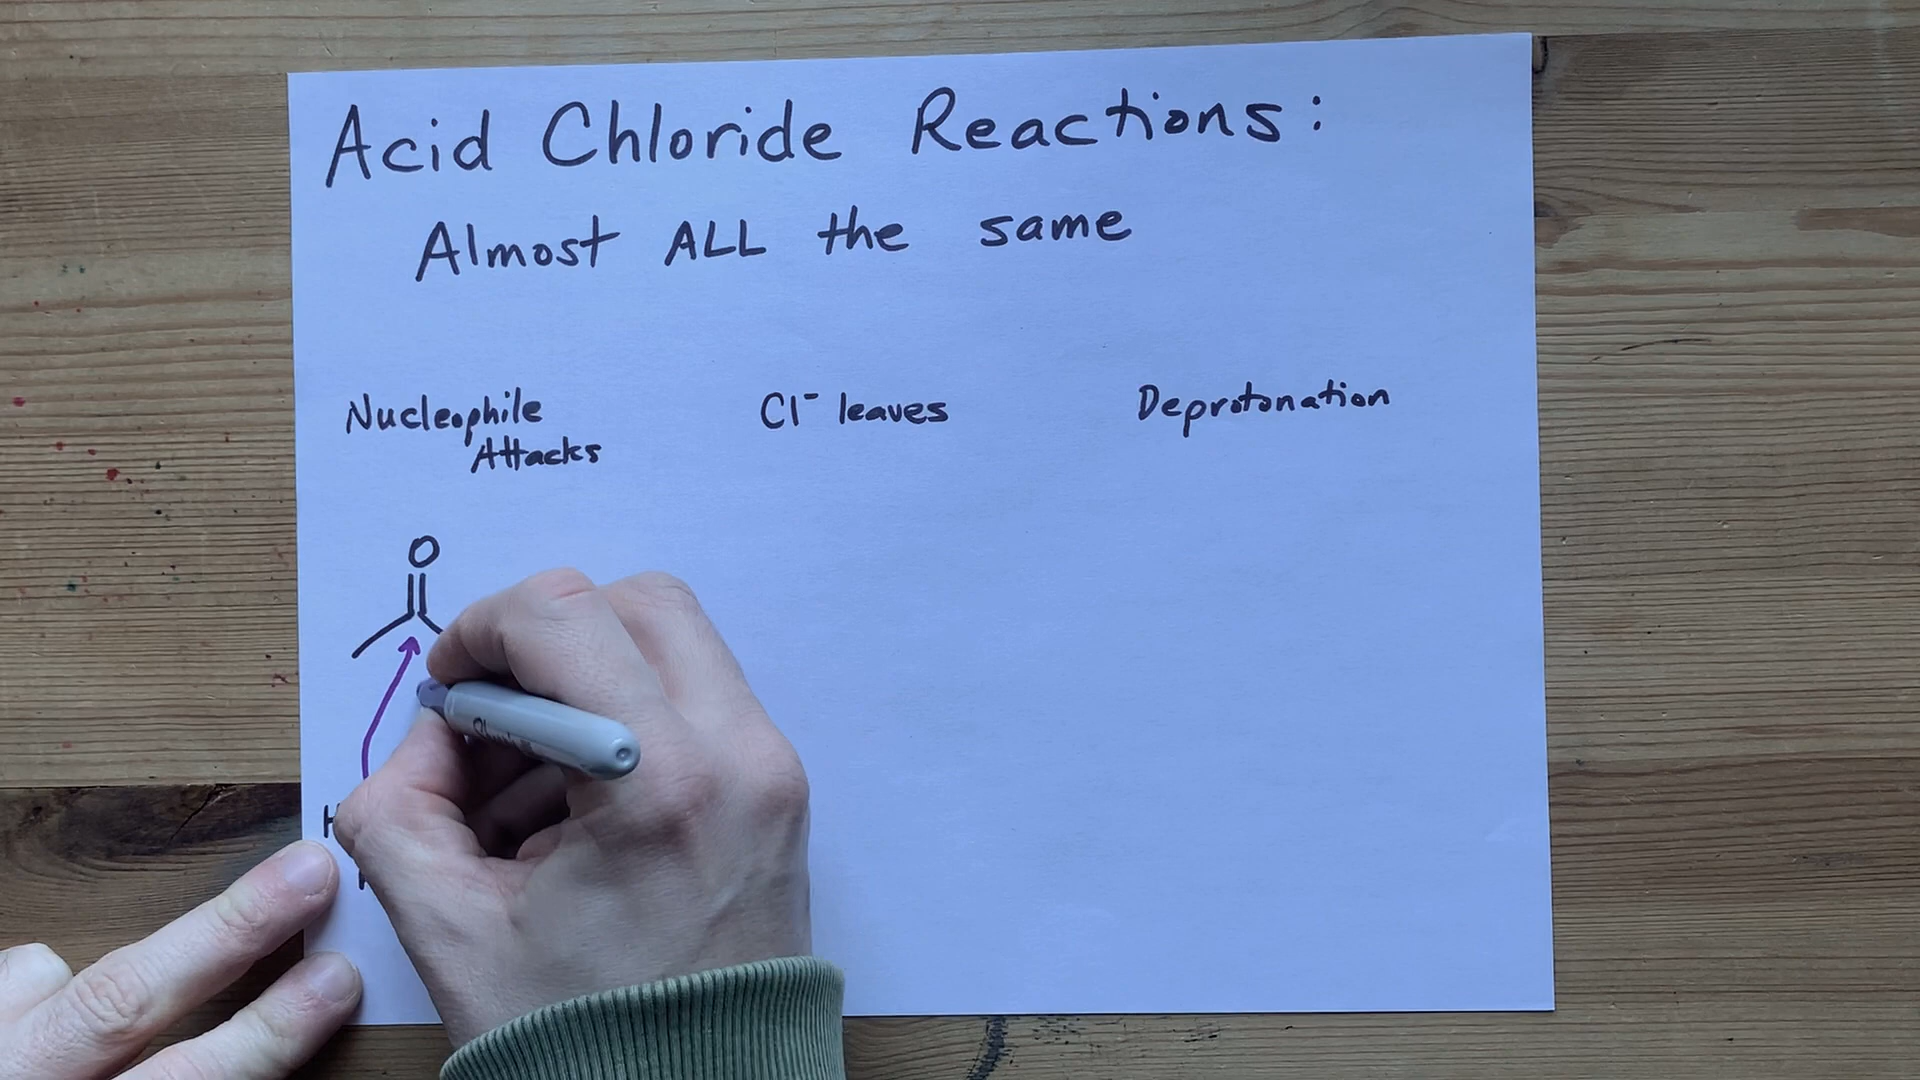 Acid Chloride Reactions:
Almost ALL the same
Nucleophile
Attacks
Cl⁻ leaves
Deprotonation
O
H